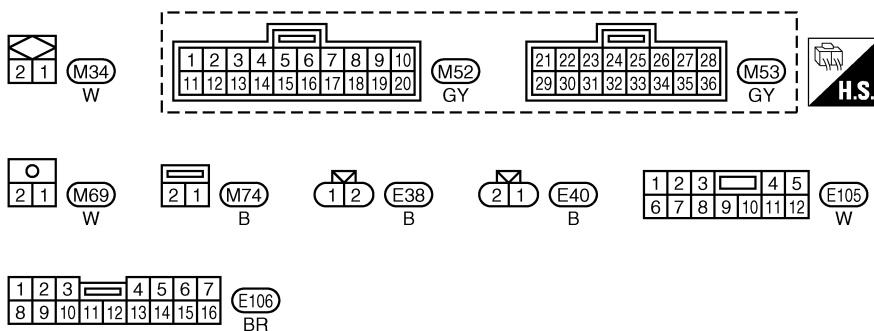 1 2 3 4 5 6 7 8 9 10
11 12 13 14 15 16 17 18 19 20
M52
GY
21 22 23 24 25 26 27 28
29 30 31 32 33 34 35 36
M53
GY
H.S.
2 1
M34
W
2 1
M69
W
2 1
M74
B
1 2
E38
B
2 1
E40
B
1 2 3 4 5
6 7 8 9 10 11 12
E105
W
1 2 3 4 5 6 7
8 9 10 11 12 13 14 15 16
E106
BR